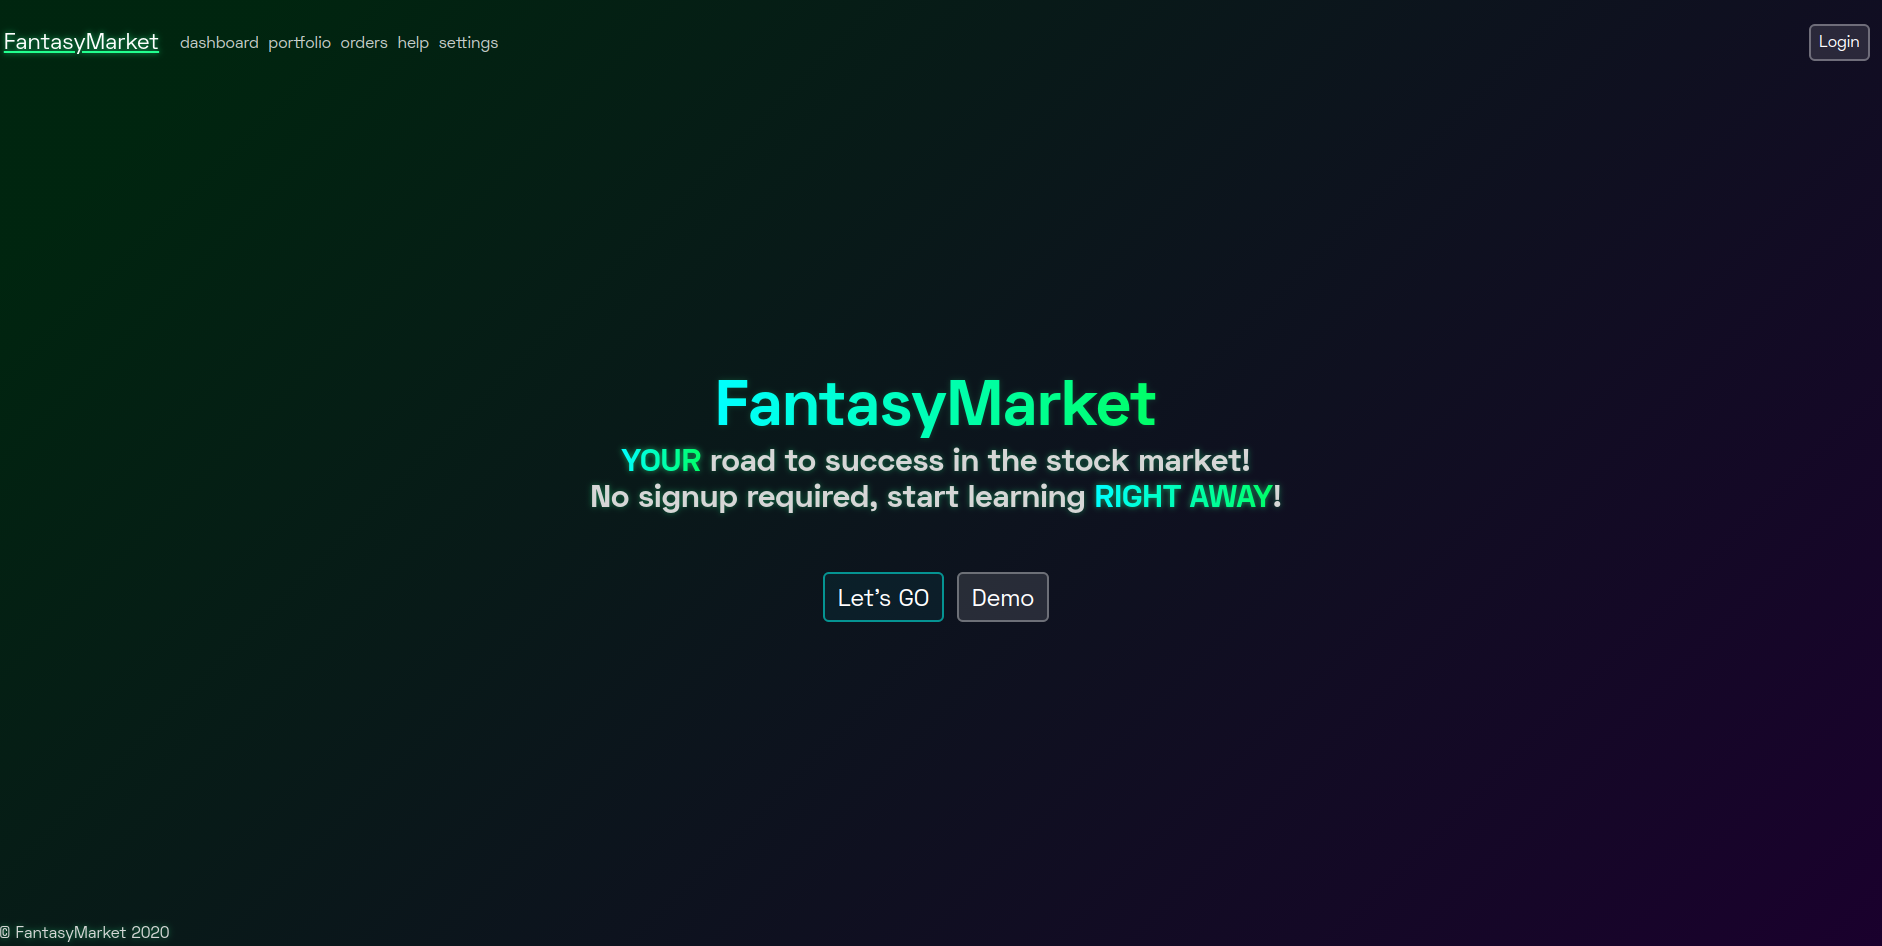 FantasyMarket dashboard portfolio orders help settings Login
FantasyMarket
YOUR road to success in the stock market!
No signup required, start learning RIGHT AWAY!
Let's GO Demo
© FantasyMarket 2020